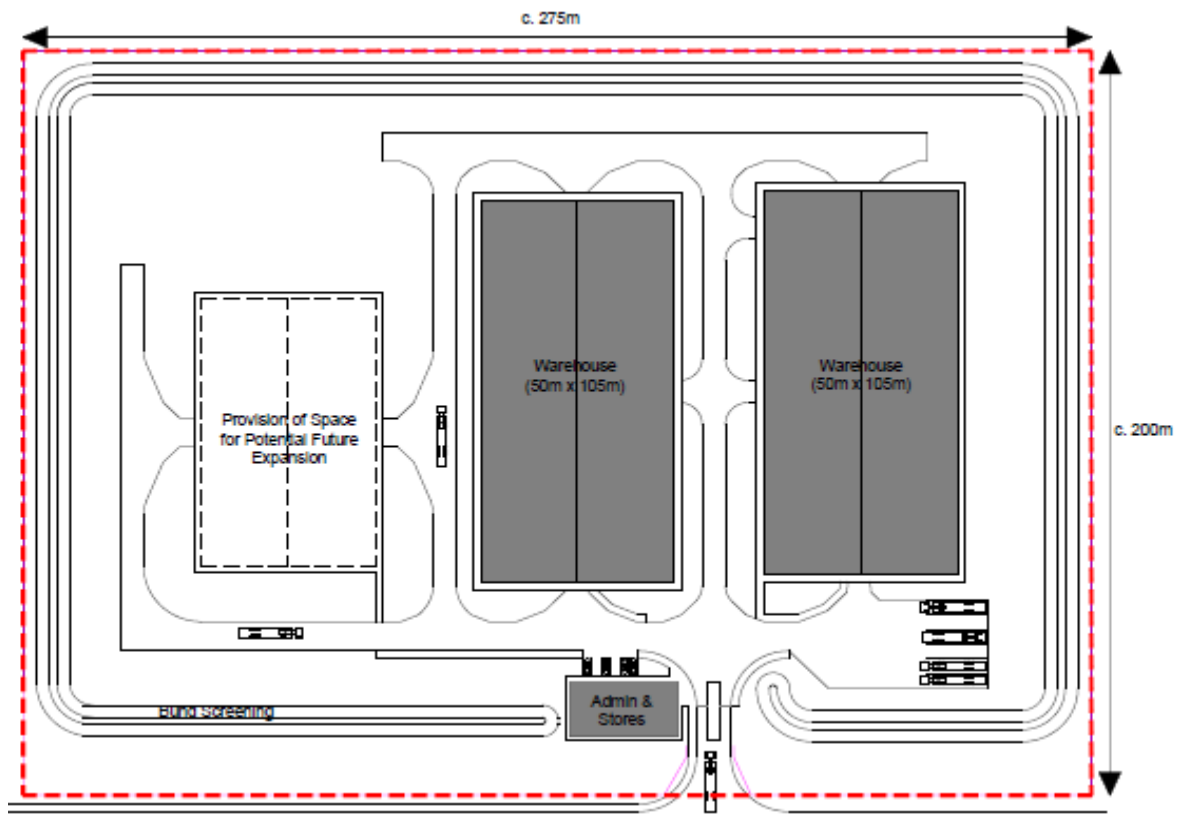 c. 275m
Warehouse
(50m x 105m)
Warehouse
(50m x 105m)
Provision of Space
for Potential Future
Expansion
c. 200m
Admin &
Stores
Bund Screening